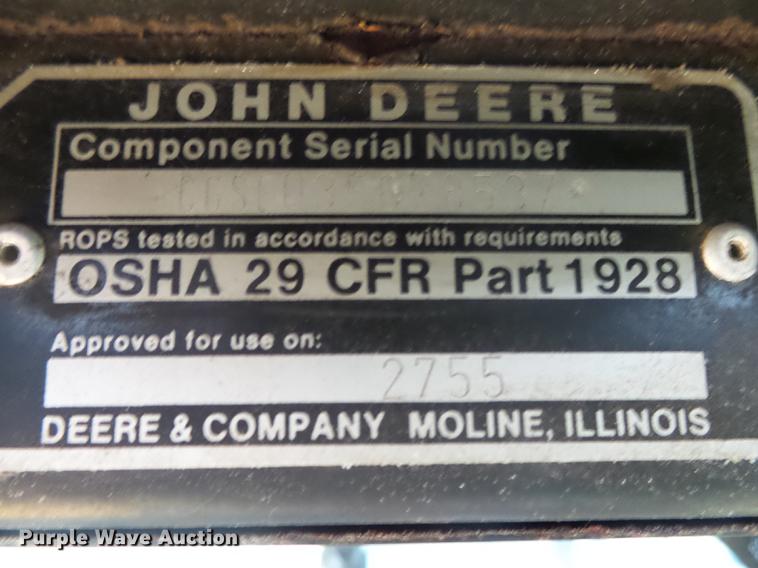 JOHN DEERE
Component Serial Number
ROPS tested in accordance with requirements
OSHA 29 CFR Part 1928
Approved for use on:
2755
DEERE & COMPANY MOLINE, ILLINOIS
Purple Wave Auction